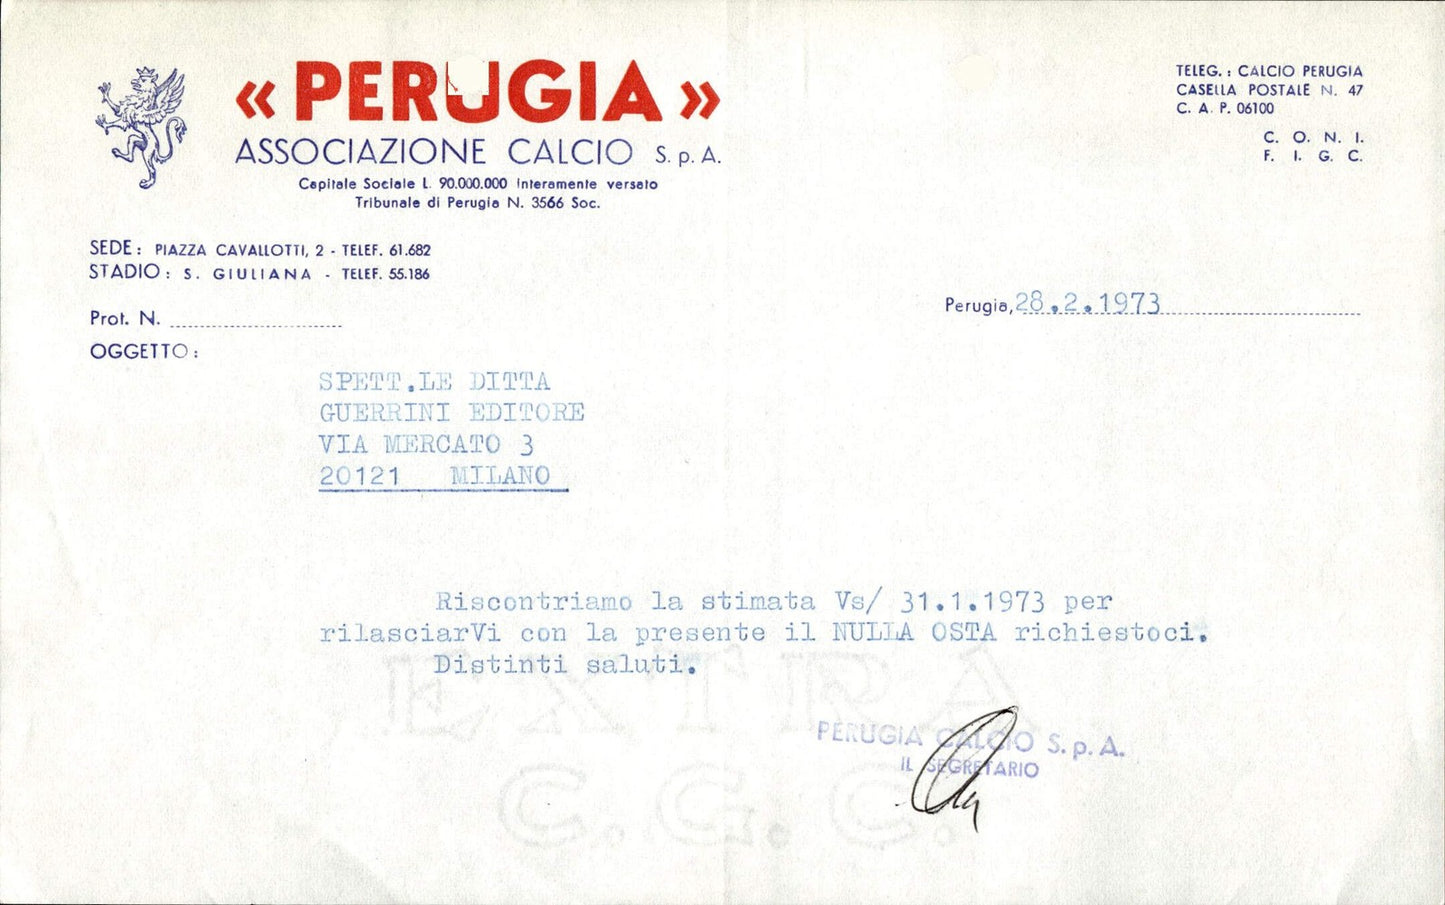 « PERUGIA »
ASSOCIAZIONE CALCIO S. p. A.
Capitale Sociale L. 90.000.000 Interamente versato
Tribunale di Perugia N. 3566 Soc.
TELEG. : CALCIO PERUGIA
CASELLA POSTALE N. 47
C. A. P. 06100
C. O. N. I.
F. I. G. C.
SEDE : PIAZZA CAVALLOTTI, 2 - TELEF. 61.682
STADIO : S. GIULIANA - TELEF. 55.186
Perugia, 28.2.1973
Prot. N.
OGGETTO :
SPETT.LE DITTA
GUERRINI EDITORE
VIA MERCATO 3
20121 MILANO
Riscontriamo la stimata Vs/ 31.1.1973 per
rilasciarVi con la presente il NULLA OSTA richiestoci.
Distinti saluti.
EXTRA
PERUGIA CALCIO S. p. A.
IL SEGRETARIO
C.G.C.